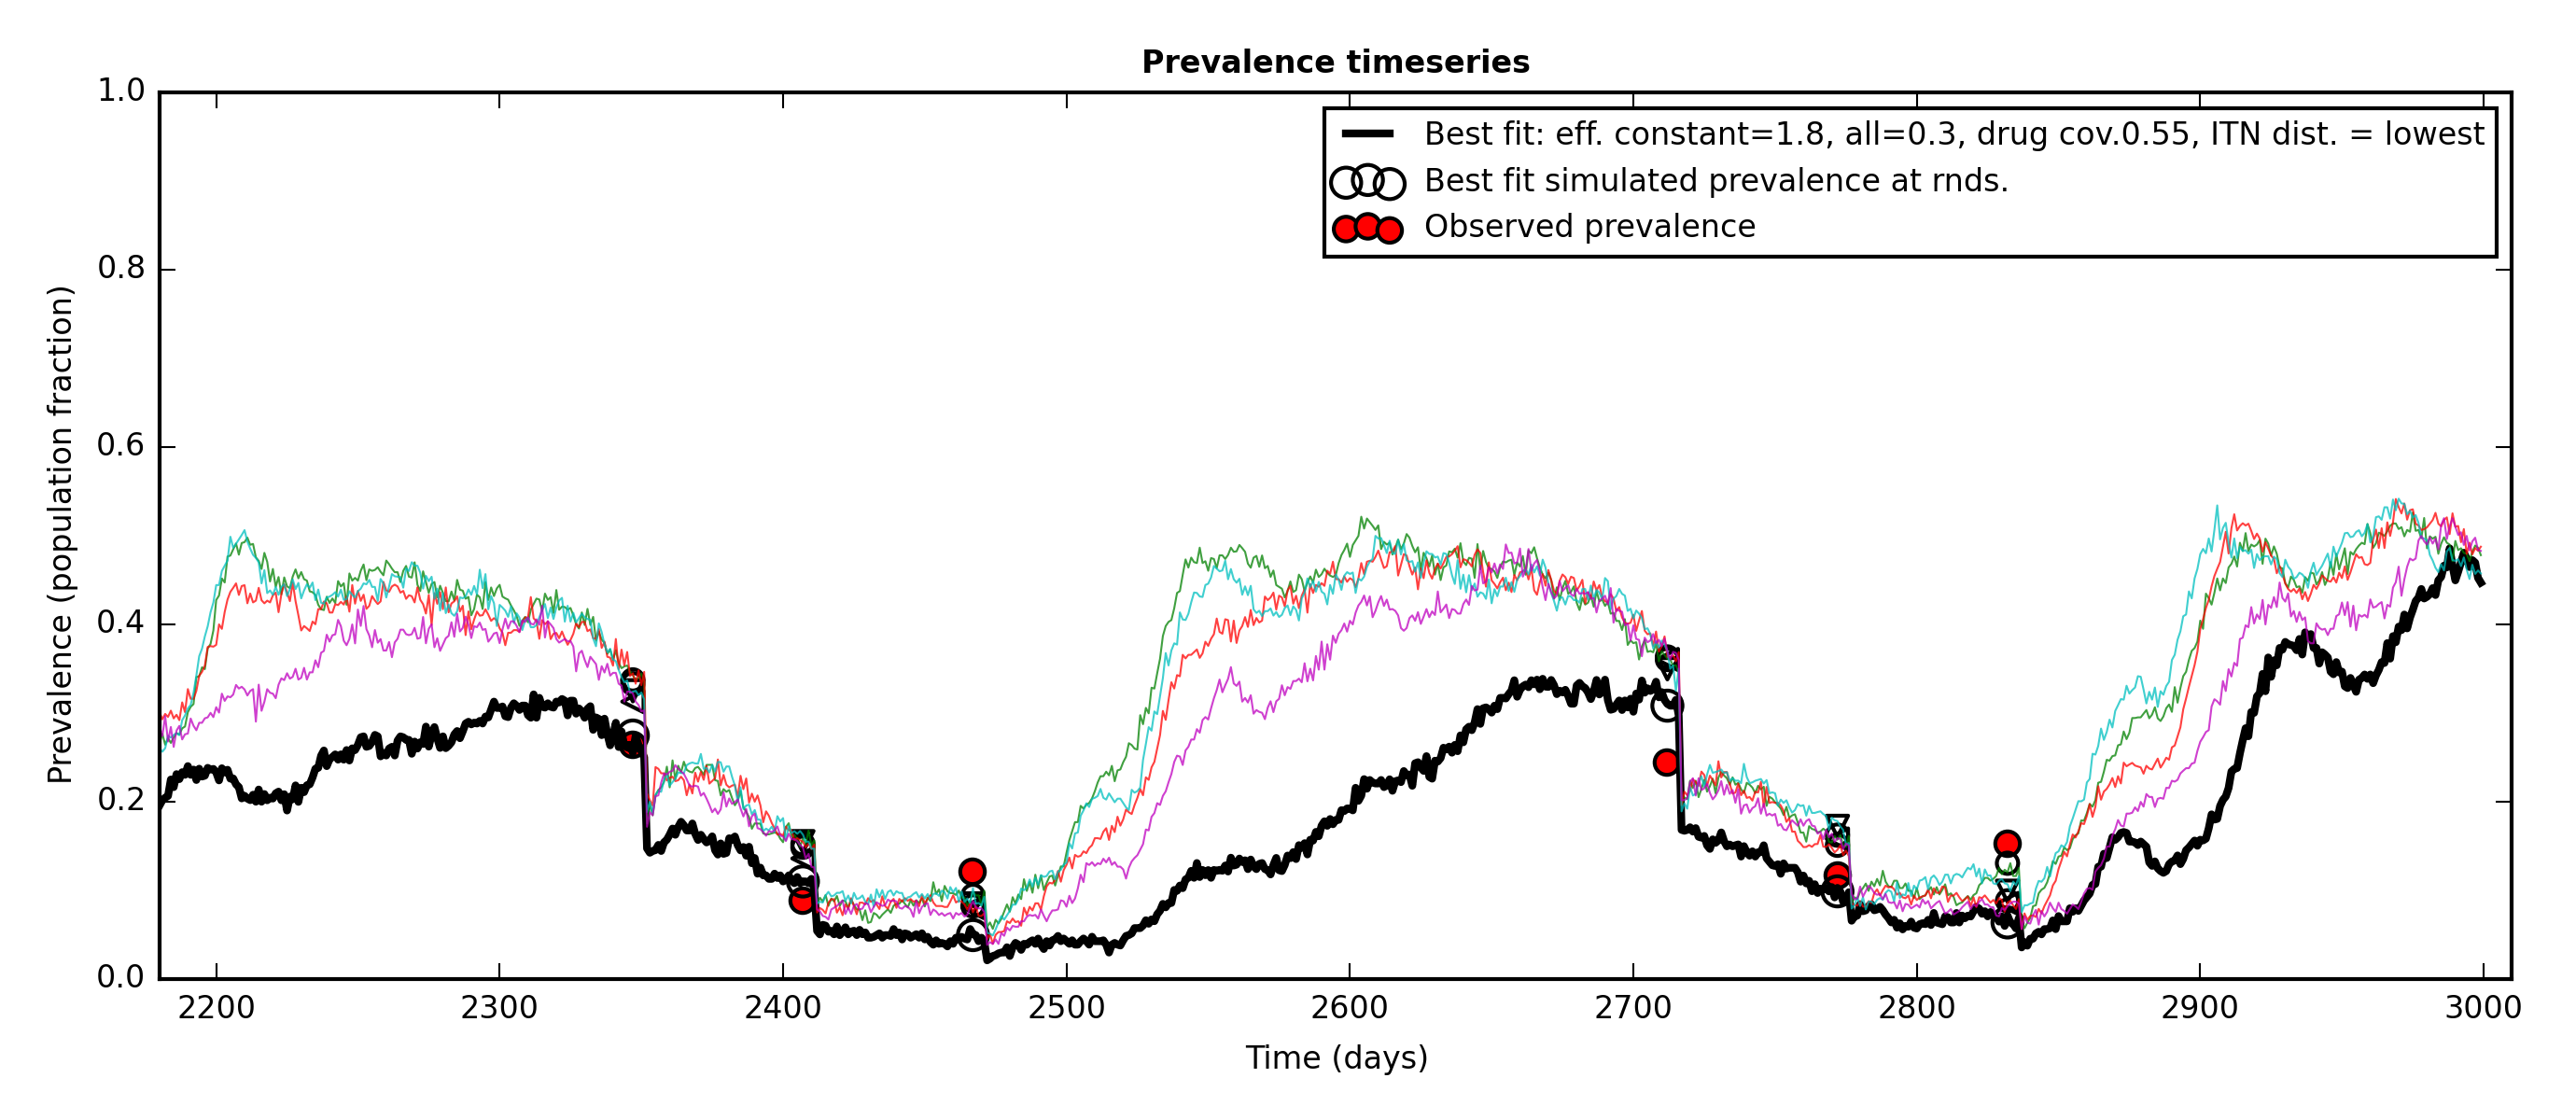 Prevalence timeseries
1.0
0.8
0.6
0.4
0.2
0.0
Prevalence (population fraction)
Best fit: eff. constant=1.8, all=0.3, drug cov.0.55, ITN dist. = lowest
Best fit simulated prevalence at rnds.
Observed prevalence
2200 2300 2400 2500 2600 2700 2800 2900 3000
Time (days)